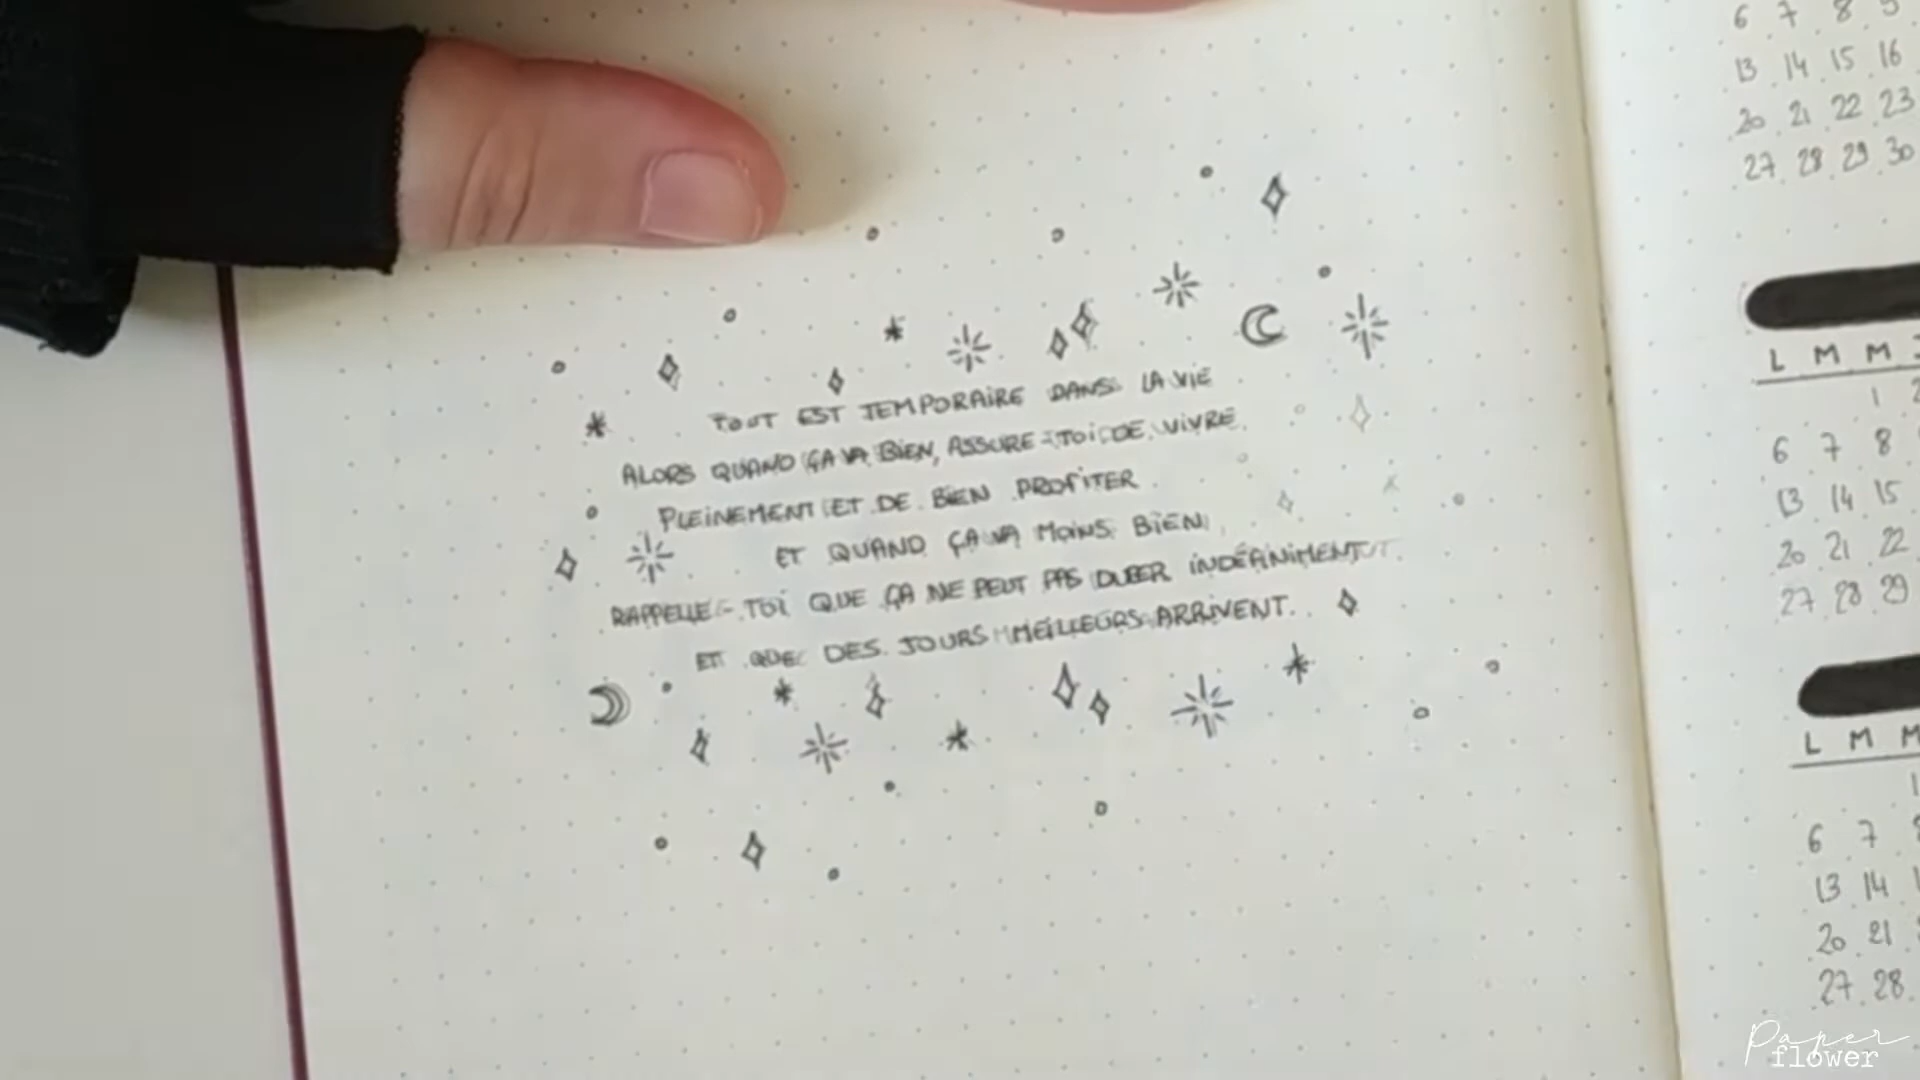 TOUT EST TEMPORAIRE DANS LA VIE
ALORS QUAND ÇA VA BIEN, ASSURE-TOI DE VIVRE
PLEINEMENT ET DE BIEN PROFITER
ET QUAND ÇA VA MOINS BIEN
RAPPELLE-TOI QUE ÇA NE PEUT PAS DURER INDÉFINIMENT
ET QUE DES JOURS MEILLEURS ARRIVENT.
6 7 8 9
13 14 15 16
20 21 22 23
27 28 29 30
L M M
1 2
6 7 8
13 14 15
20 21 22
27 28 29
L M M
1
6 7 8
13 14
20 21
27 28
Paper
flower